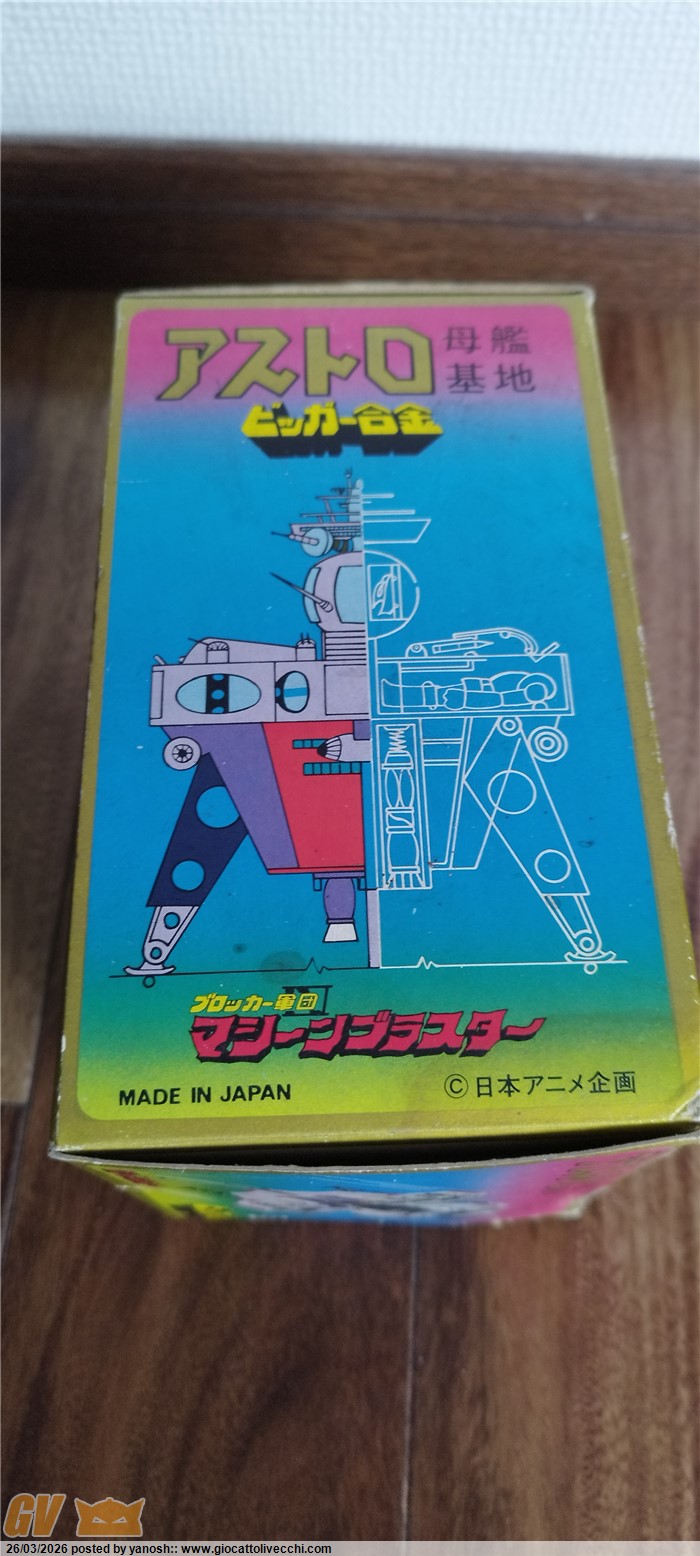 アストロ
母艦
基地
ビッガー合金
ブロッカー軍団
IV
マシーンブラスター
MADE IN JAPAN
©日本アニメ企画
GV
26/03/2026 posted by yanosh:: www.giocattolivecchi.com